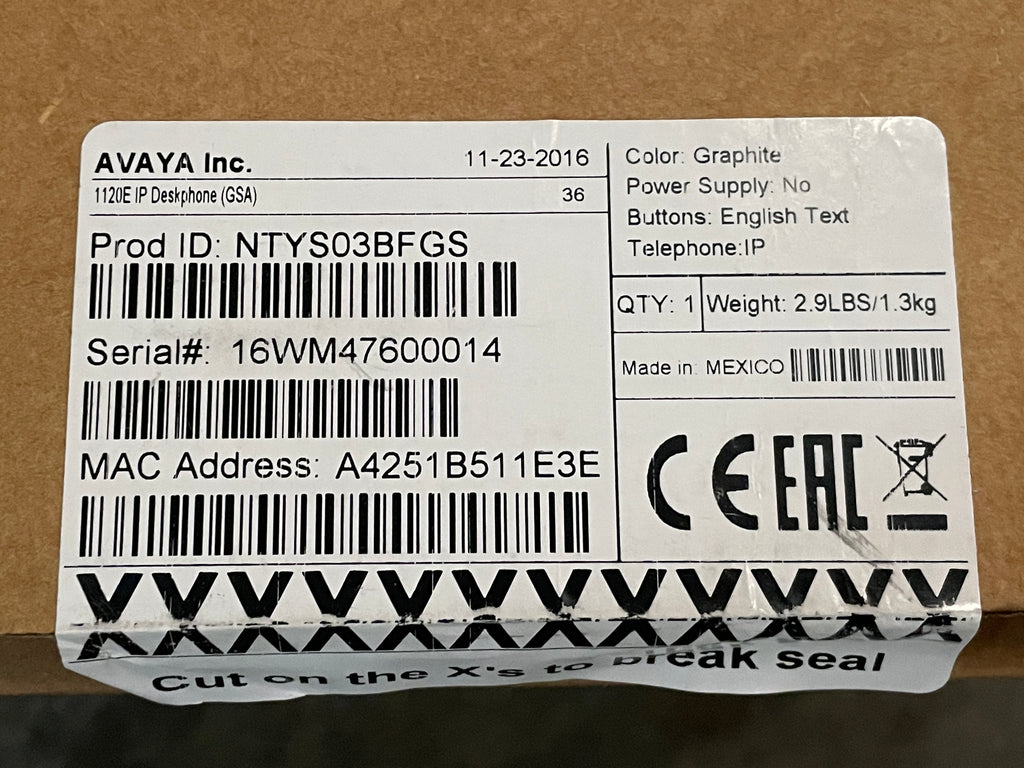 AVAYA Inc. 11-23-2016
1120E IP Deskphone (GSA) 36
Prod ID: NTYS03BFGS
Serial#: 16WM47600014
MAC Address: A4251B511E3E
Color: Graphite
Power Supply: No
Buttons: English Text
Telephone:IP
QTY: 1 Weight: 2.9LBS/1.3kg
Made in: MEXICO
CE EAC
XXXXXXXXXXXX
Cut on the X's to break seal